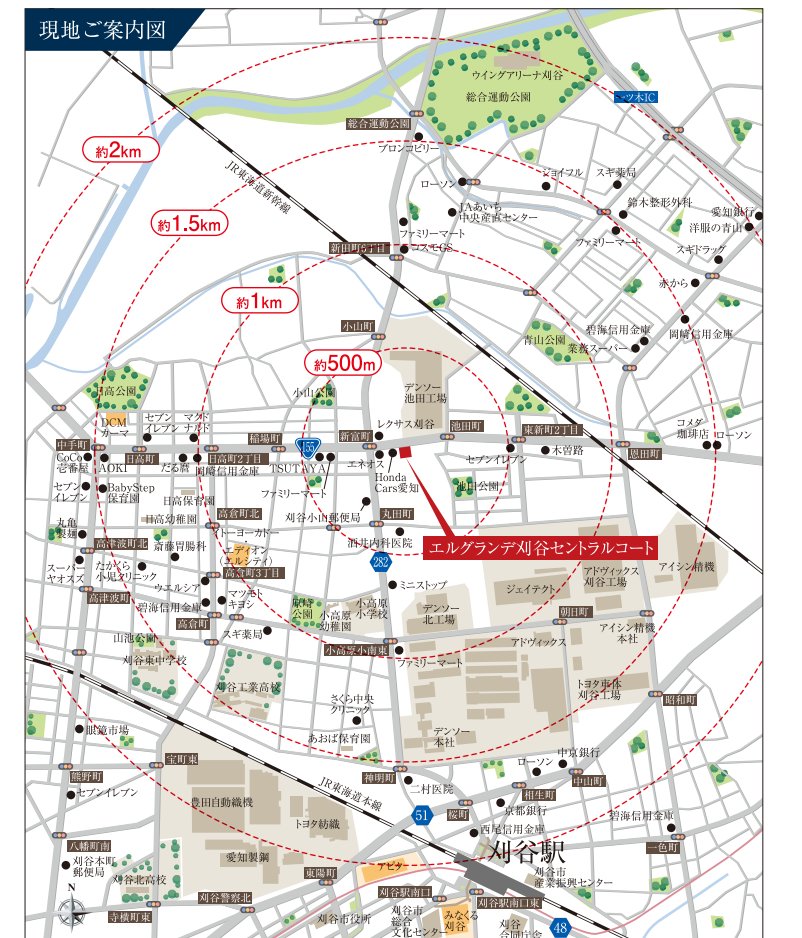 現地ご案内図
ウイングアリーナ刈谷
総合運動公園
一ツ木IC
総合運動公園
ブロンコビリー
約2km
JR東海道新幹線
ローソン
ジョイフル
スギ薬局
JAあいち
中央産直センター
鈴木整形外科
愛知銀行
洋服の青山
約1.5km
ファミリーマート
ファミリーマート
新田町5丁目
コスモGS
スギドラッグ
赤から
約1km
小山町
碧海信用金庫
岡崎信用金庫
青山公園
業務スーパー
約500m
デンソー
池田工場
日高公園
小山公園
DCM
カーマ
セブン
イレブン
マクド
ナルド
レクサス刈谷
池田町
東新町2丁目
コメダ
珈琲店
ローソン
中手町
稲場町
155
新富町
恩田町
CoCo
壱番屋
AOKI
日高町
だる麿
日高町2丁目
岡崎信用金庫
TSUTAYA
エネオス
セブンイレブン
木曽路
Honda
Cars愛知
ファミリーマート
池田公園
セブン
イレブン
BabyStep
保育園
日高保育園
刈谷小山郵便局
丸田町
丸亀
製麺
日高幼稚園
高倉町北
酒井内科医院
エルグランデ刈谷セントラルコート
高津波町北
斎藤胃腸科
イトーヨーカドー
エディオン
(エルシティ)
282
スーパー
ヤオスズ
たかくら
小児クリニック
高倉町3丁目
アドヴィックス
刈谷工場
アイシン精機
ウエルシア
マツモト
キヨシ
ミニストップ
ジェイテクト
高津波町
碧海信用金庫
原崎
公園
小高原
幼稚園
小高原
小学校
デンソー
北工場
朝日町
高倉町
スギ薬局
アイシン精機
本社
山池公園
小高原小南東
アドヴィックス
刈谷東中学校
ファミリーマート
刈谷工業高校
トヨタ車体
刈谷工場
さくら中央
クリニック
昭和町
眼鏡市場
あおば保育園
デンソー
本社
宝町東
中京銀行
熊野町
神明町
ローソン
中山町
セブンイレブン
JR東海道本線
二村医院
相生町
豊田自動織機
桜町
京都銀行
51
トヨタ紡織
碧海信用金庫
西尾信用金庫
八幡町南
愛知製鋼
刈谷駅
一色町
刈谷本町
郵便局
アピタ
東陽町
刈谷北高校
刈谷市
産業振興センター
刈谷警察北
刈谷駅南口
刈谷駅南口東
N
寺横町東
刈谷市役所
刈谷市
総合
文化センター
みなくる
刈谷
刈谷
合同庁舎
48